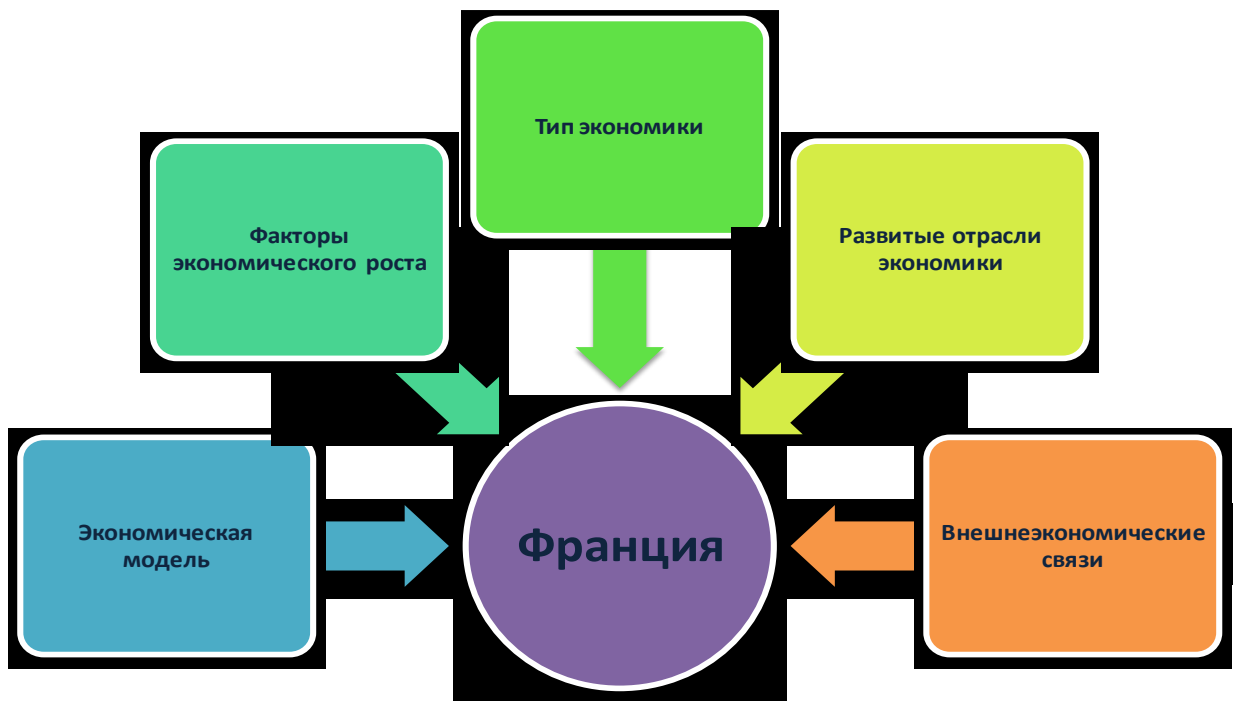 Тип экономики
Факторы
экономического роста
Развитые отрасли
экономики
Экономическая
модель
Франция
Внешнеэкономические
связи